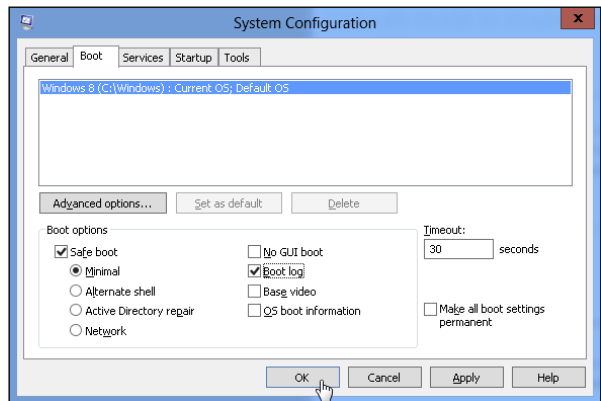 System Configuration
x
General Boot Services Startup Tools
Windows 8 (C:\Windows) : Current OS; Default OS
Advanced options... Set as default Delete
Boot options
Timeout:
Safe boot No GUI boot 30 seconds
Minimal Boot log
Alternate shell Base video
Active Directory repair OS boot information Make all boot settings
permanent
Network
OK Cancel Apply Help